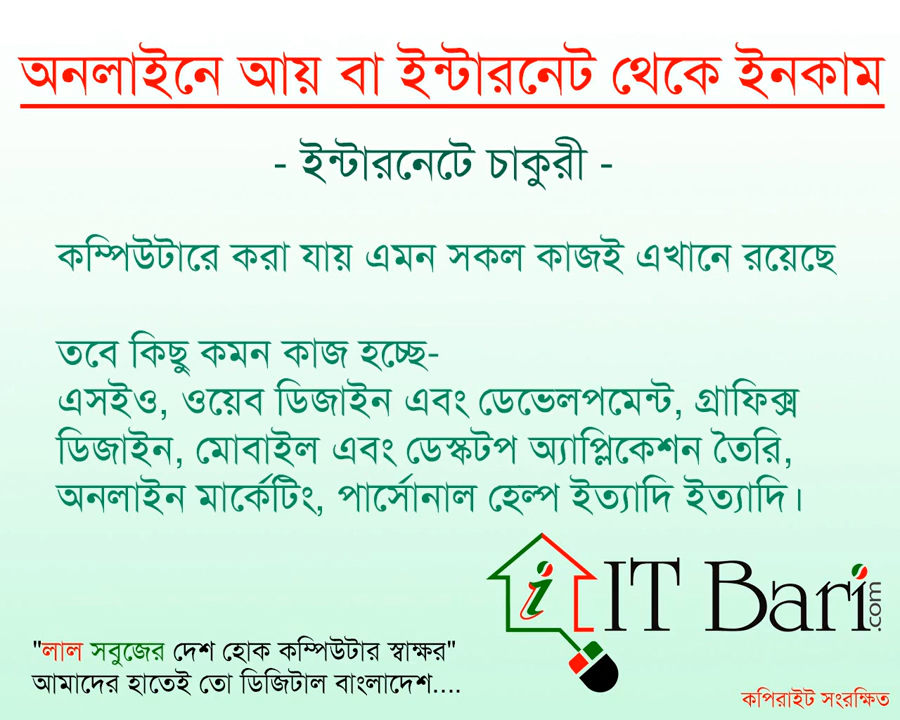 অনলাইনে আয় বা ইন্টারনেট থেকে ইনকাম
- ইন্টারনেটে চাকুরী -
কম্পিউটারে করা যায় এমন সকল কাজই এখানে রয়েছে
তবে কিছু কমন কাজ হচ্ছে-
এসইও, ওয়েব ডিজাইন এবং ডেভেলপমেন্ট, গ্রাফিক্স
ডিজাইন, মোবাইল এবং ডেস্কটপ অ্যাপ্লিকেশন তৈরি,
অনলাইন মার্কেটিং, পার্সোনাল হেল্প ইত্যাদি ইত্যাদি।
i IT Bari.com
"লাল সবুজের দেশ হোক কম্পিউটার স্বাক্ষর"
আমাদের হাতেই তো ডিজিটাল বাংলাদেশ....
কপিরাইট সংরক্ষিত